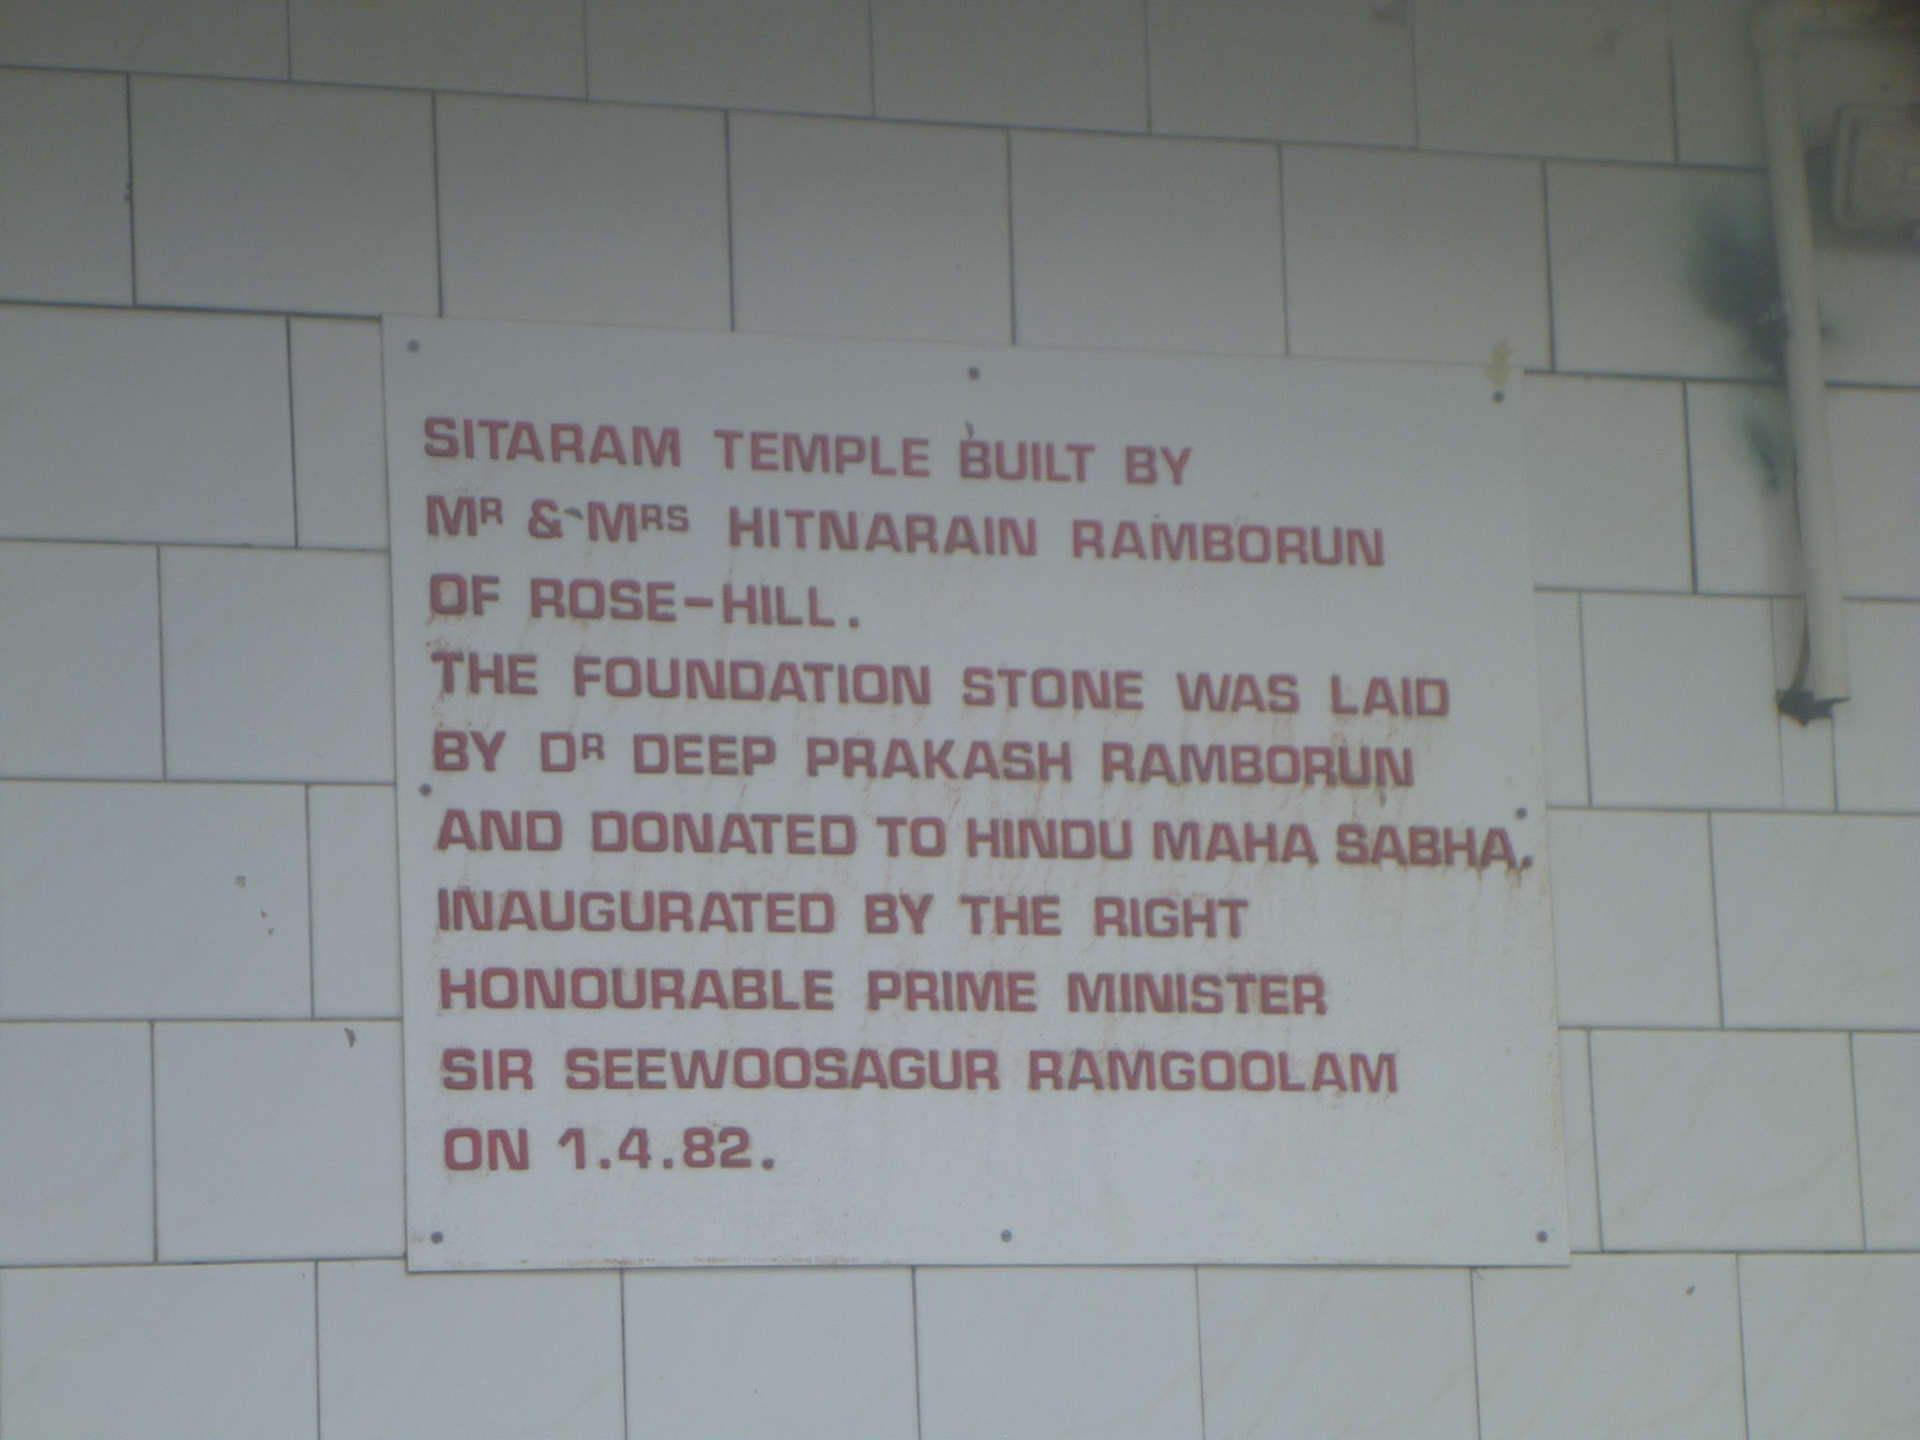 SITARAM TEMPLE BUILT BY
MR & MRS HITNARAIN RAMBORUN
OF ROSE-HILL.
THE FOUNDATION STONE WAS LAID
BY DR DEEP PRAKASH RAMBORUN
AND DONATED TO HINDU MAHA SABHA.
INAUGURATED BY THE RIGHT
HONOURABLE PRIME MINISTER
SIR SEEWOOSAGUR RAMGOOLAM
ON 1.4.82.